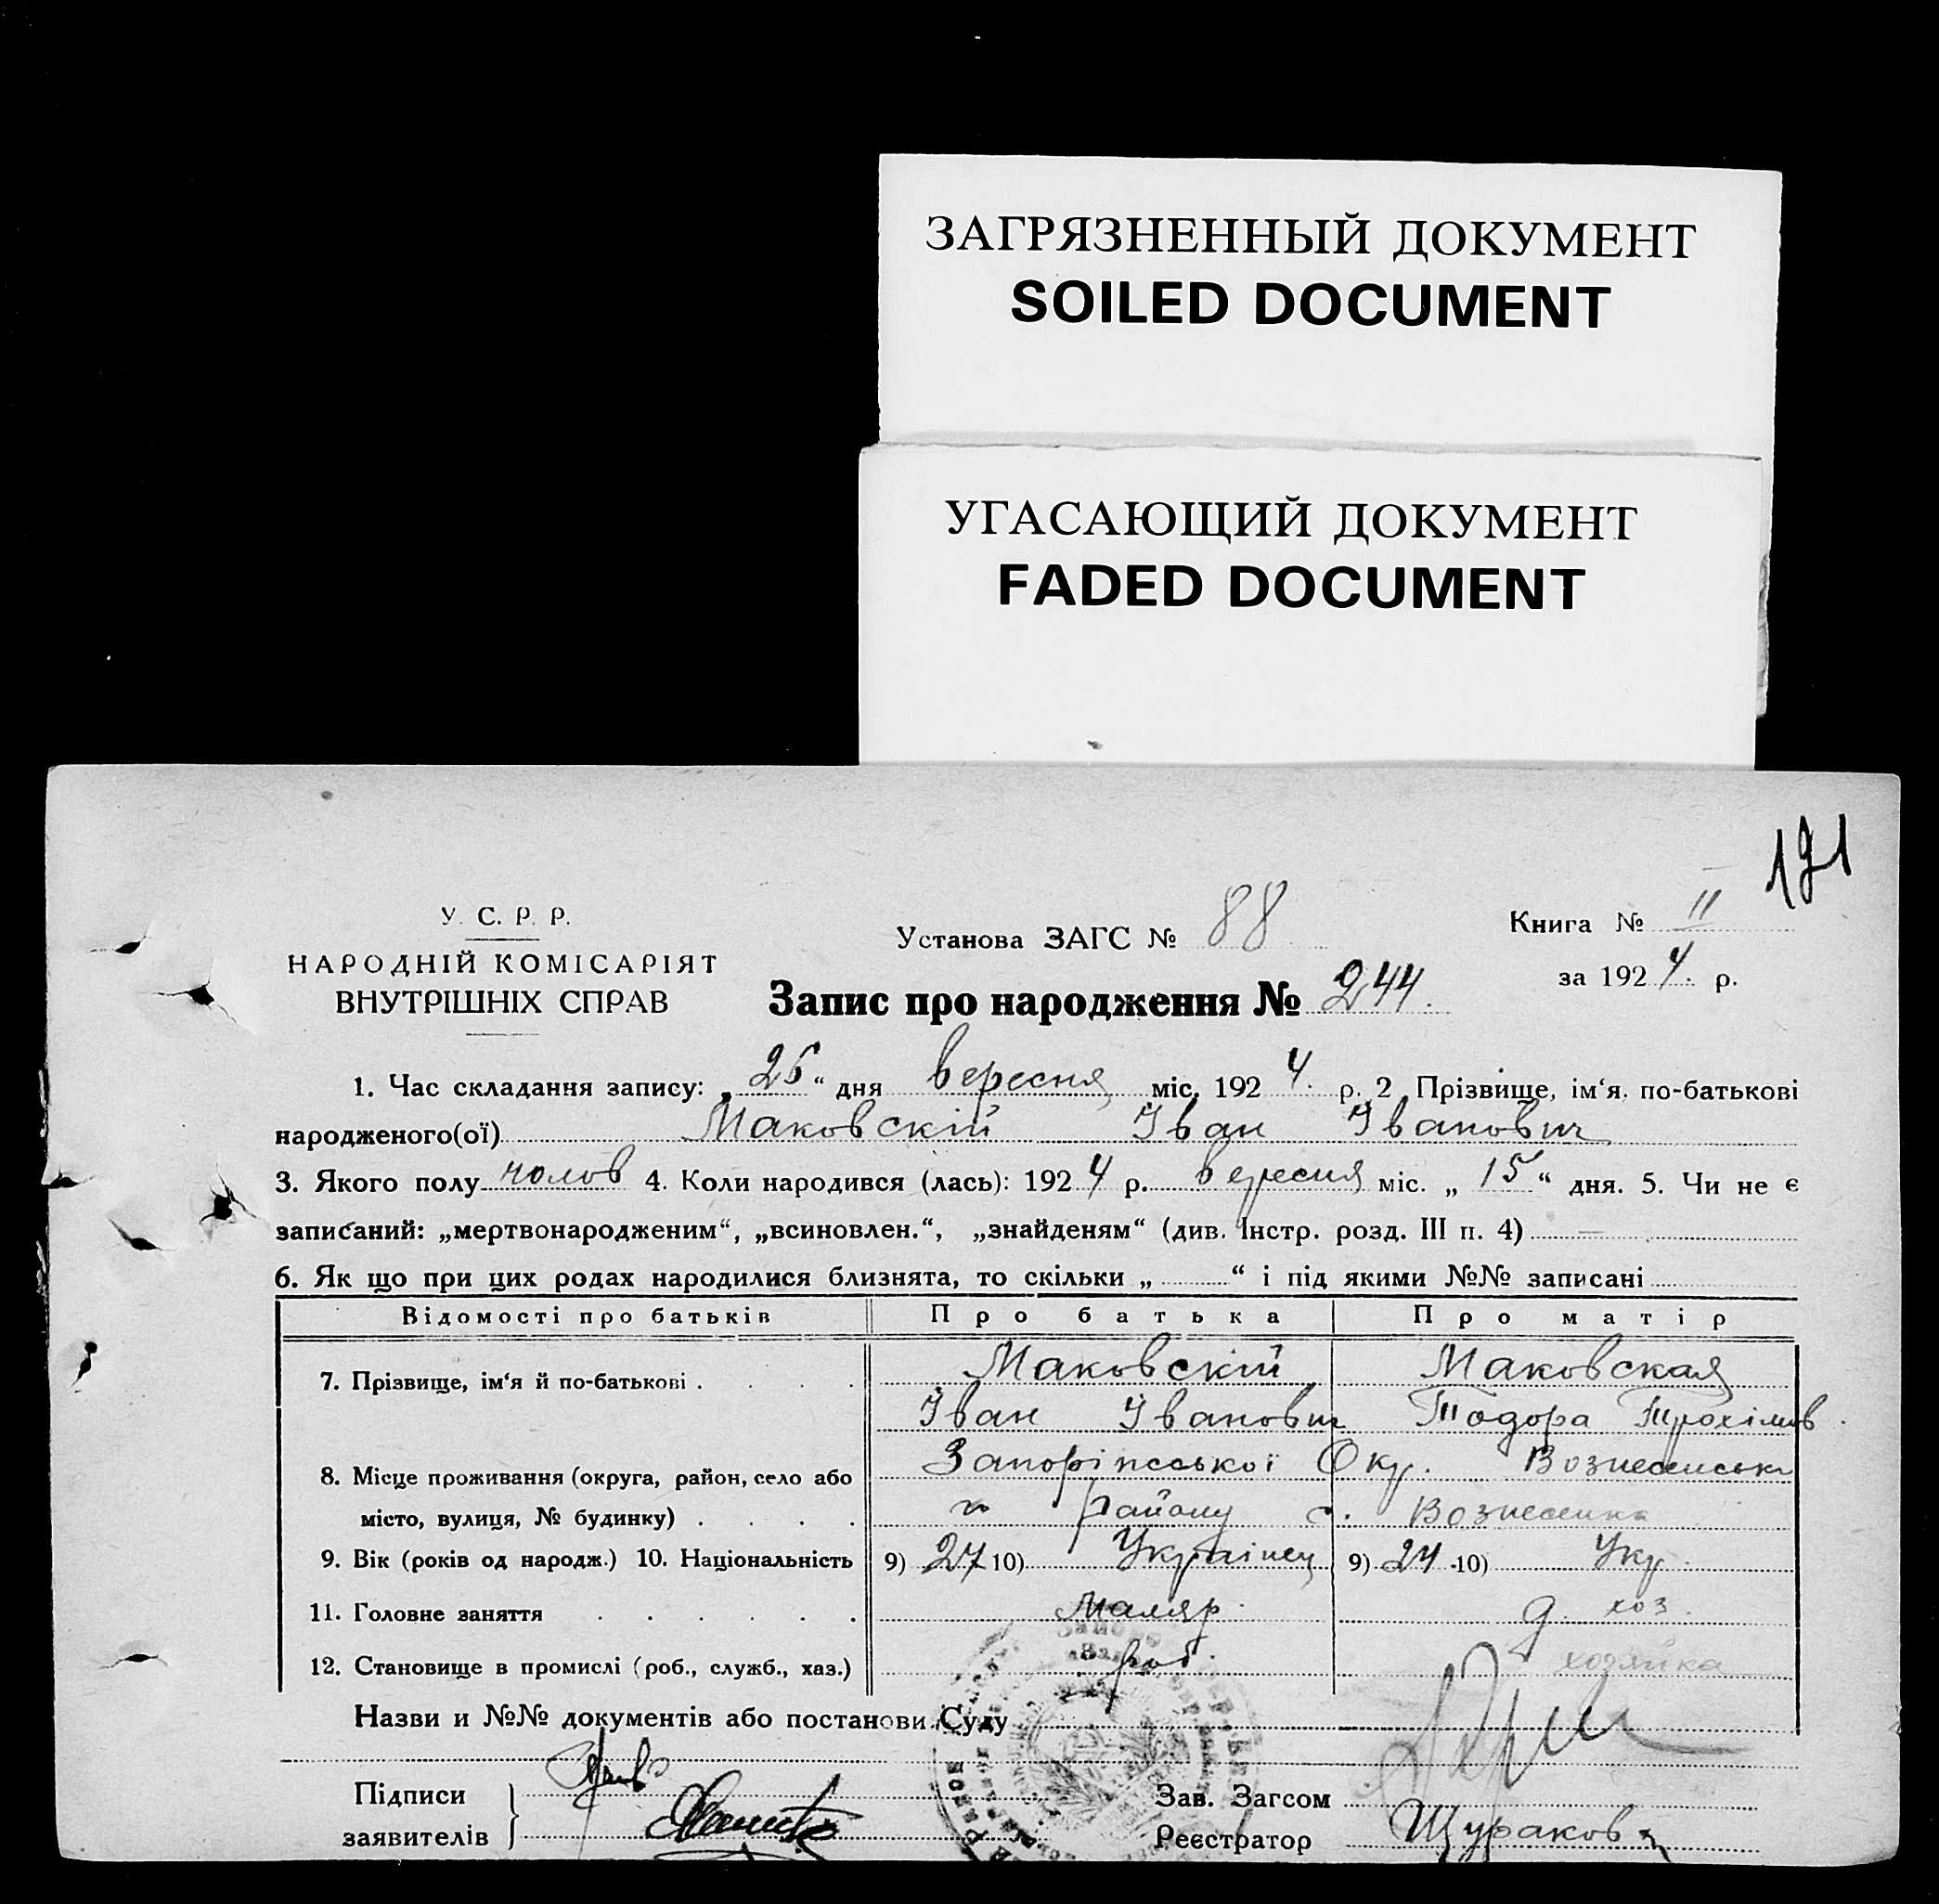 ЗАГРЯЗНЕННЫЙ ДОКУМЕНТ
SOILED DOCUMENT
УГАСАЮЩИЙ ДОКУМЕНТ
FADED DOCUMENT
191
У. С. Р. Р.
НАРОДНІЙ КОМІСАРІЯТ
ВНУТРІШНІХ СПРАВ
Установа ЗАГС № 88
Книга № II
за 1924 р.
Запис про народження № 244.
1. Час складання запису: „26“ дня вересня міс. 1924. р. 2 Прізвище, ім‘я. по-батькові
народженого(ої) Маковскій Іван Іванович
3. Якого полу чолов 4. Коли народився (лась): 1924 р. вересня міс. „15“ дня. 5. Чи не є
записаний: „мертвонародженим“, „всиновлен.“, „знайденям“ (див. Інстр. розд. III п. 4) —
6. Як що при цих родах народилися близнята, то скільки „ “ і під якими №№ записані
Відомості про батьків Про батька Про матір
7. Прізвище, ім‘я й по-батькові . Маковскій Маковская
Іван Іванович Тодора Трохімов.
8. Місце проживання (округа, район, село або Запоріпсської Окр. Вознесенська
місто, вулиця, № будинку) . району с. Вознесенка
9. Вік (років од народж.) 10. Національність 9) 27 10) Українец 9) 24 10) Укр.
11. Головне заняття Маляр. д. хоз.
12. Становище в промислі (роб., служб., хаз.) роб. хозяйка
Назви и №№ документів або постанови Суду
Підписи
заявителів
Зав. Загсом
Реєстратор Щуракова